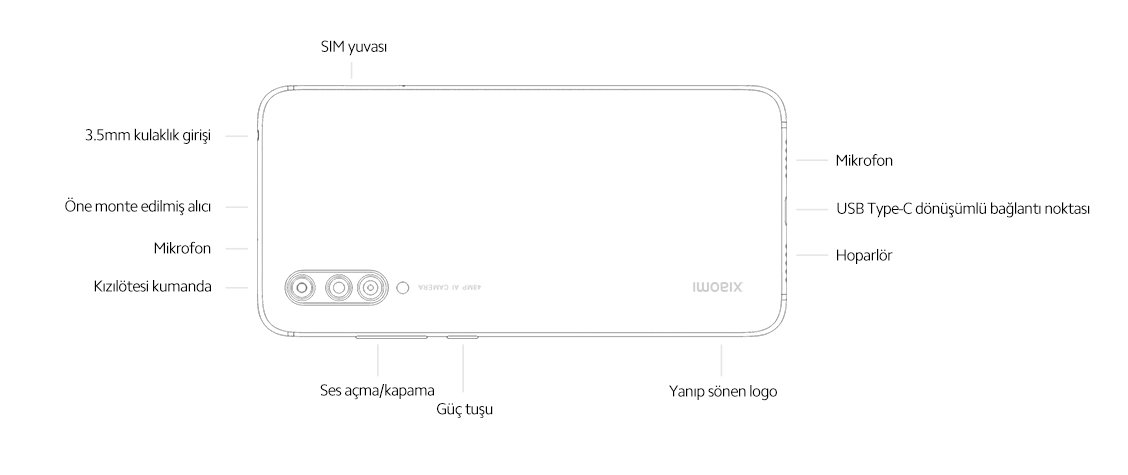 SIM yuvası
3.5mm kulaklık girişi
Öne monte edilmiş alıcı
Mikrofon
Kızılötesi kumanda
Mikrofon
USB Type-C dönüşümlü bağlantı noktası
Hoparlör
48MP AI CAMERA
XIAOMI
Ses açma/kapama
Güç tuşu
Yanıp sönen logo